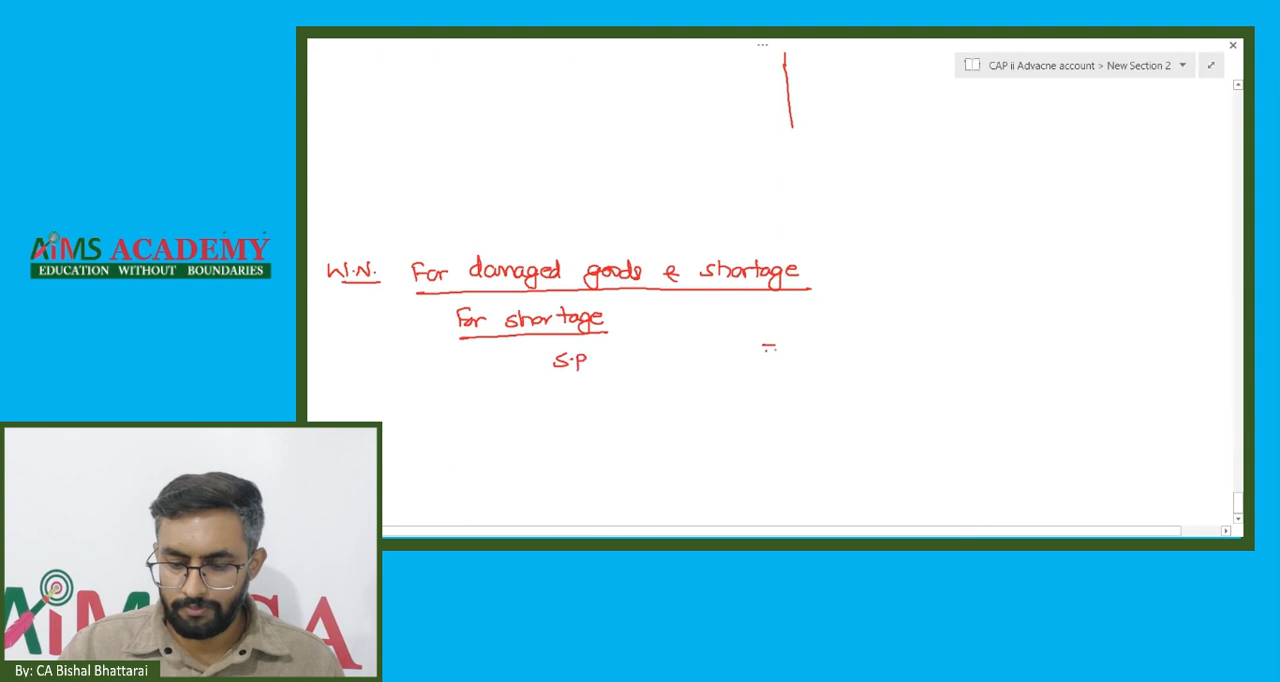 CAP ii Advacne account > New Section 2
AiMS ACADEMY
EDUCATION WITHOUT BOUNDARIES
W.N. For damaged goods & shortage
For shortage
S.P =
By: CA Bishal Bhattarai